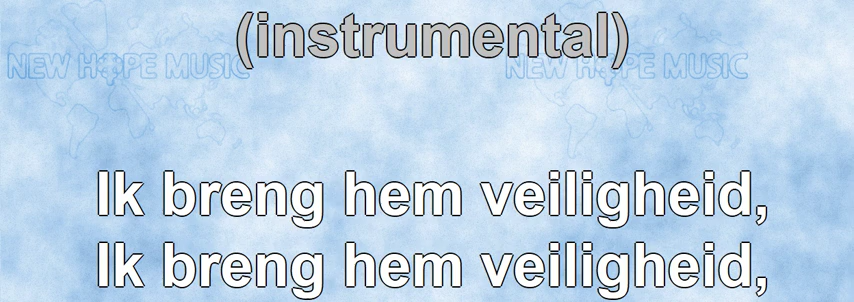 (instrumental)
NEW HOPE MUSIC NEW HOPE MUSIC
Ik breng hem veiligheid,
Ik breng hem veiligheid,